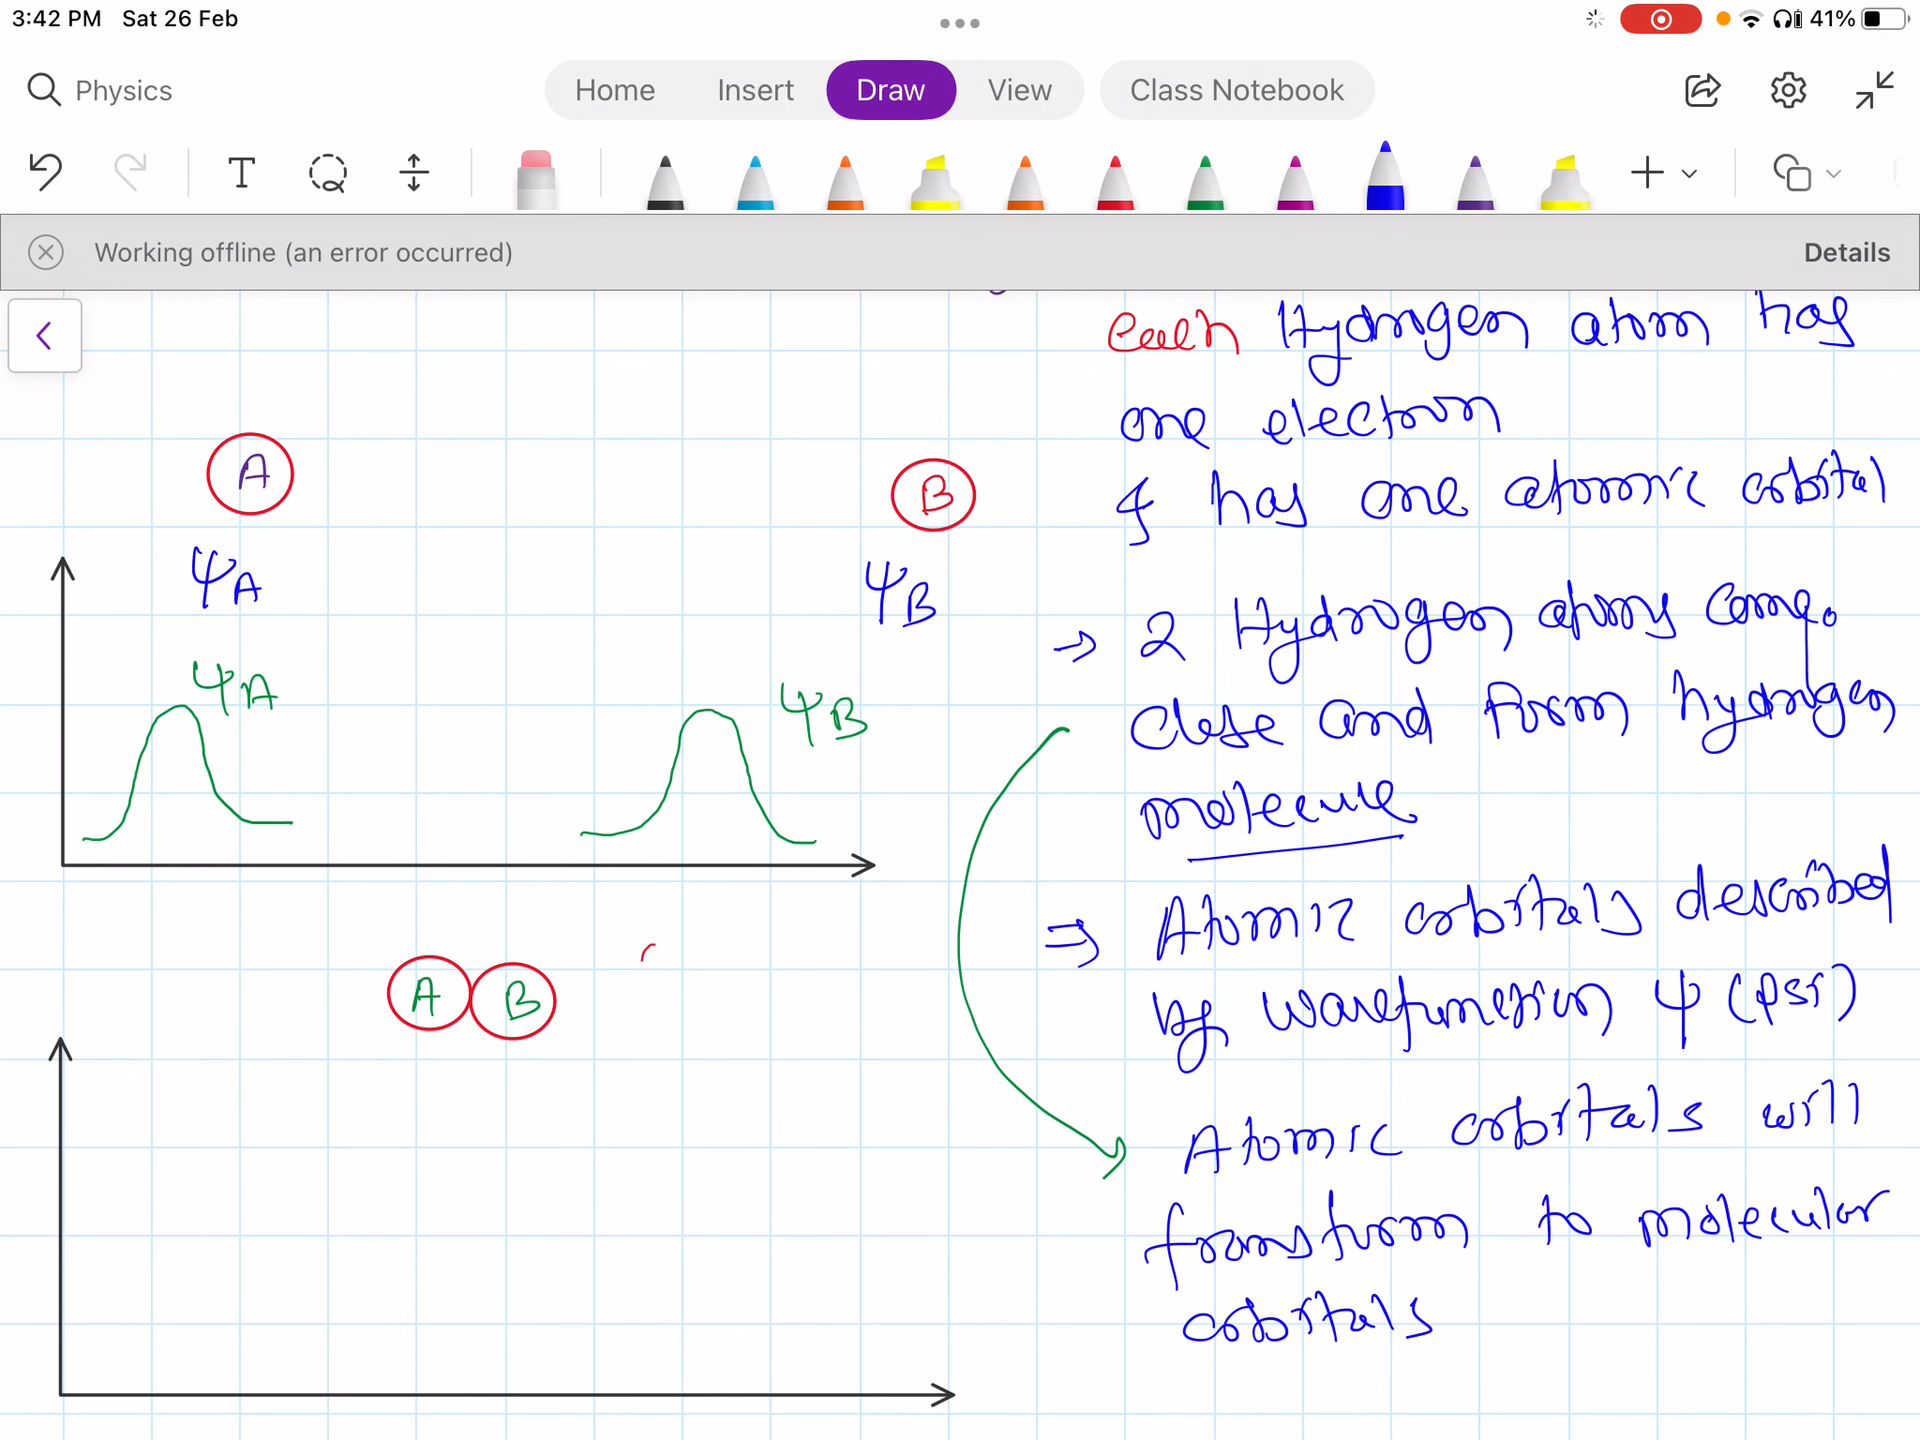 3:42 PM Sat 26 Feb
41%
Physics
Home Insert Draw View Class Notebook
T
Working offline (an error occurred)
Details
each Hydrogen atom has
one electron
& has one atomic orbital
A
B
ψA
ψB
→ 2 Hydrogen atoms come
close and form hydrogen
molecule
ψA
ψB
⇒ Atomic orbitals described
by wavefunction ψ (psi)
A B
Atomic orbitals will
transform to molecular
orbitals